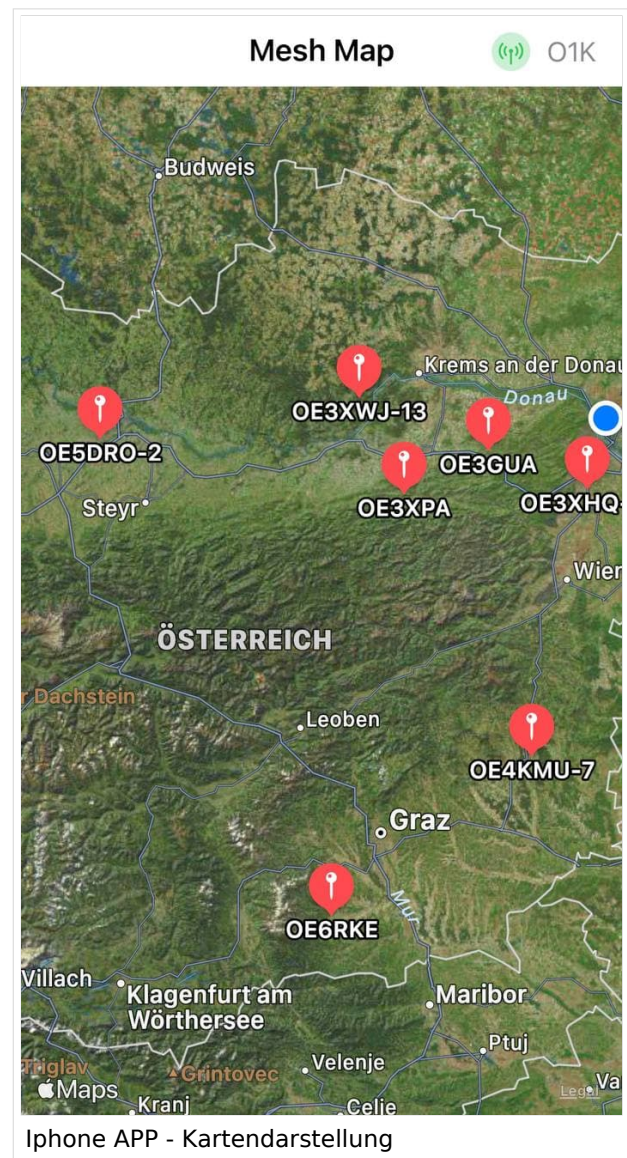 Mesh Map
O1K
Budweis
Krems an der Donau
Donau
OE3XWJ-13
OE5DRO-2
OE3GUA
OE3XPA
OE3XHQ-
Steyr
Wier
ÖSTERREICH
r Dachstein
Leoben
OE4KMU-7
Graz
Mur
OE6RKE
Villach
Klagenfurt am
Wörthersee
Maribor
Ptuj
Triglav
Grintovec
Velenje
Maps
Legal
Va
Kranj
Celje
Iphone APP - Kartendarstellung